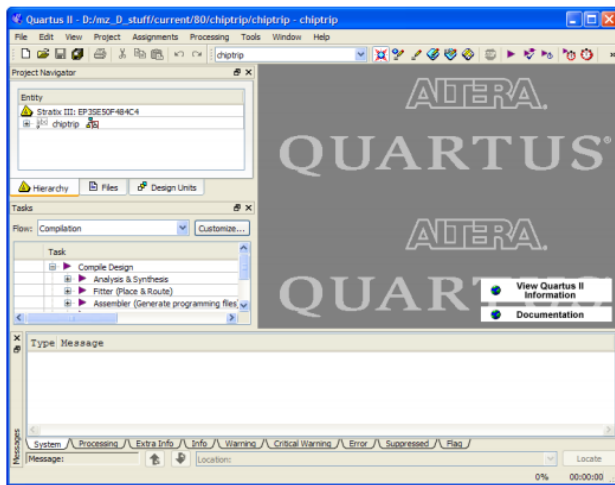 Quartus II - D:/mz_D_stuff/current/80/chiptrip/chiptrip - chiptrip
File Edit View Project Assignments Processing Tools Window Help
chiptrip
Project Navigator
Entity
Stratix III: EP3SE50F484C4
chiptrip
Hierarchy Files Design Units
Tasks
Flow: Compilation Customize...
Task
Compile Design
Analysis & Synthesis
Fitter (Place & Route)
Assembler (Generate programming files)
ALTERA.
QUARTUS®
ALTERA.
QUARTUS
View Quartus II
Information
Documentation
Type Message
Messages
System Processing Extra Info Info Warning Critical Warning Error Suppressed Flag
Message: Location: Locate
0% 00:00:00